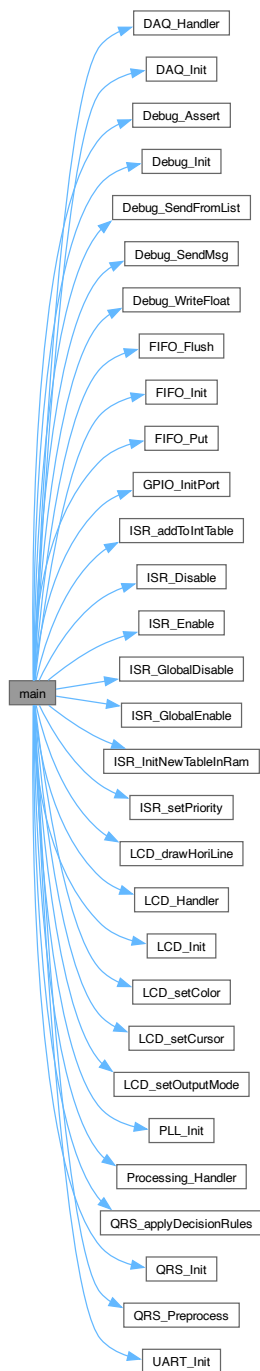 DAQ_Handler
DAQ_Init
Debug_Assert
Debug_Init
Debug_SendFromList
Debug_SendMsg
Debug_WriteFloat
FIFO_Flush
FIFO_Init
FIFO_Put
GPIO_InitPort
ISR_addToIntTable
ISR_Disable
ISR_Enable
ISR_GlobalDisable
main
ISR_GlobalEnable
ISR_InitNewTableInRam
ISR_setPriority
LCD_drawHoriLine
LCD_Handler
LCD_Init
LCD_setColor
LCD_setCursor
LCD_setOutputMode
PLL_Init
Processing_Handler
QRS_applyDecisionRules
QRS_Init
QRS_Preprocess
UART_Init